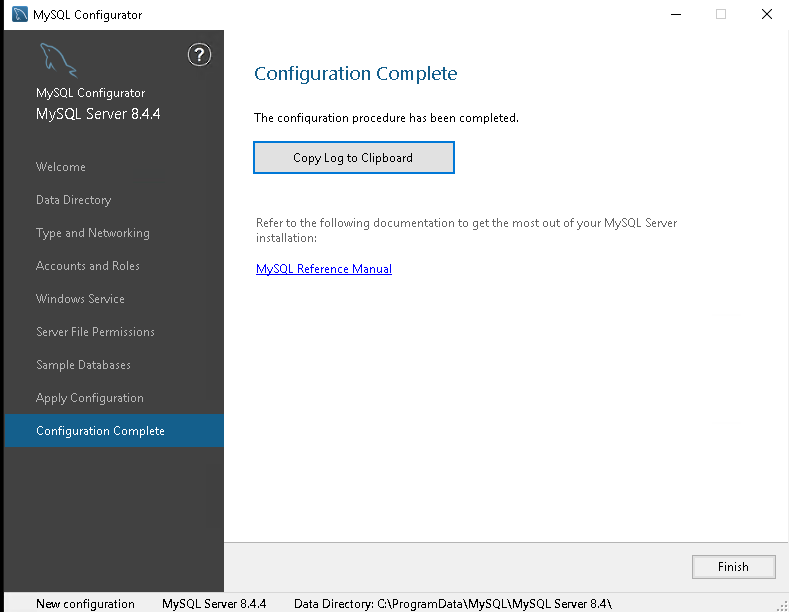 MySQL Configurator
?
MySQL Configurator
MySQL Server 8.4.4
Welcome
Data Directory
Type and Networking
Accounts and Roles
Windows Service
Server File Permissions
Sample Databases
Apply Configuration
Configuration Complete
Configuration Complete
The configuration procedure has been completed.
Copy Log to Clipboard
Refer to the following documentation to get the most out of your MySQL Server
installation:
MySQL Reference Manual
Finish
New configuration MySQL Server 8.4.4 Data Directory: C:\ProgramData\MySQL\MySQL Server 8.4\